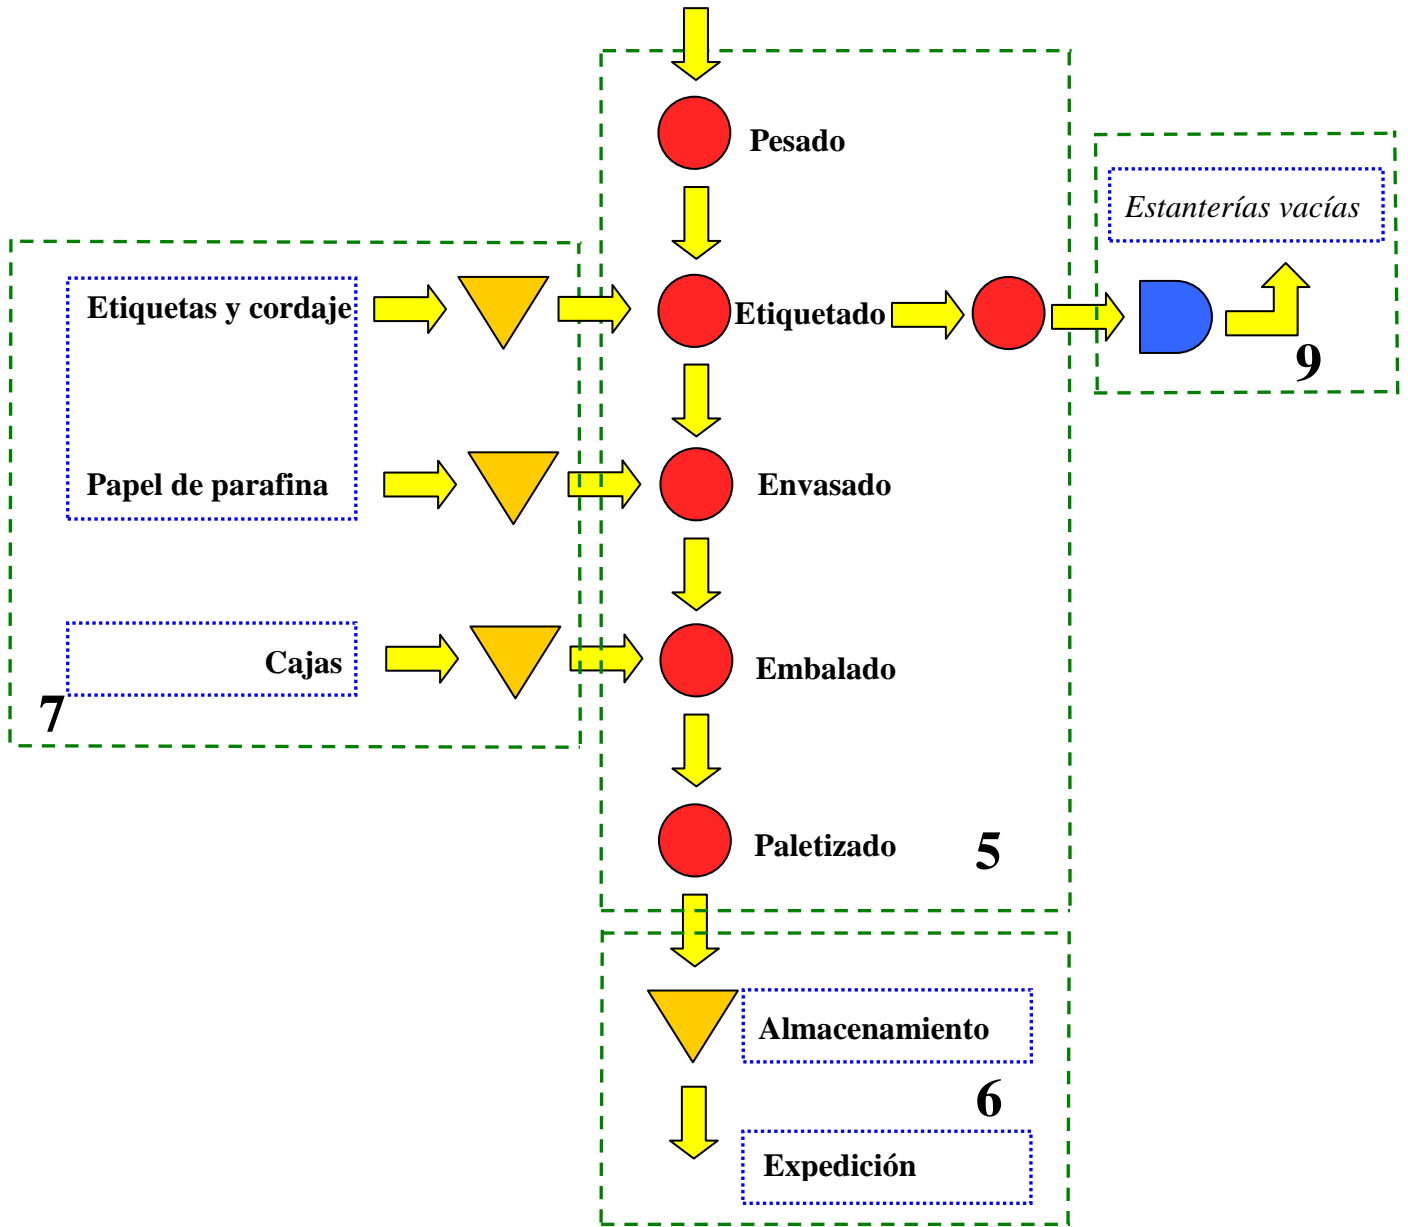 Pesado
Estanterías vacías
Etiquetas y cordaje
Etiquetado
9
Papel de parafina
Envasado
Cajas
Embalado
7
Paletizado
5
Almacenamiento
6
Expedición